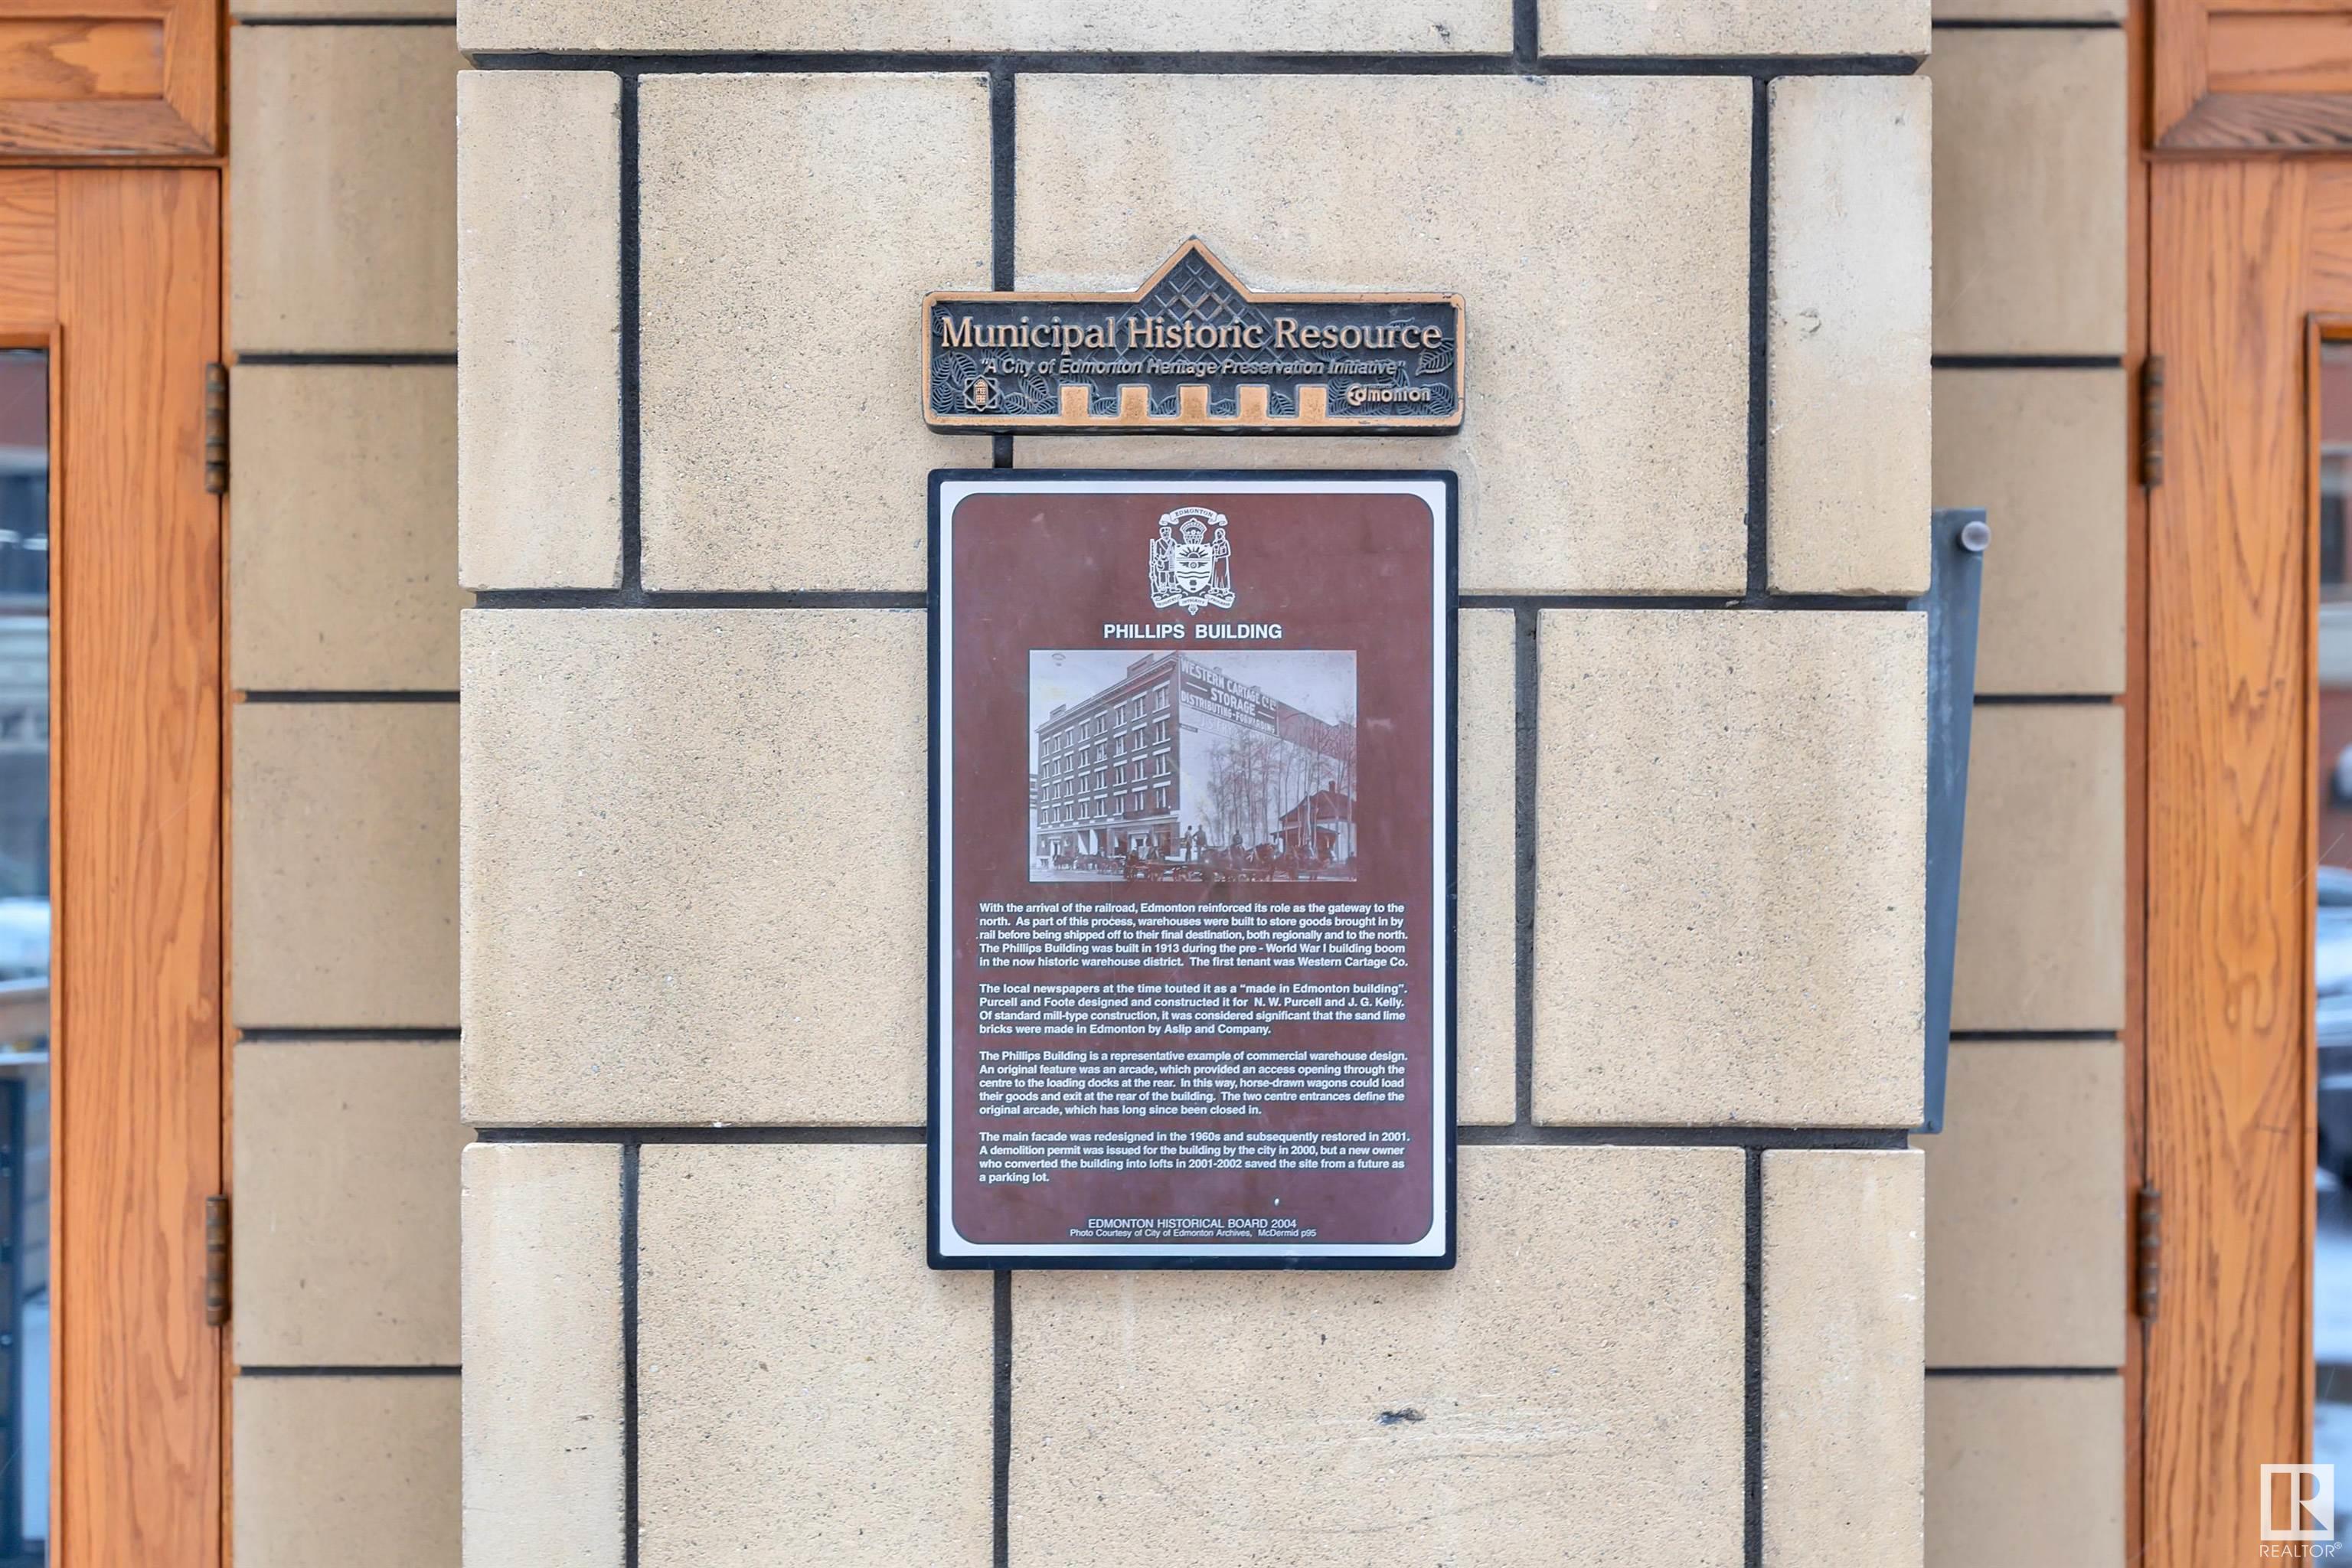 Municipal Historic Resource
"A City of Edmonton Heritage Preservation Initiative"
Edmonton
EDMONTON
PHILLIPS BUILDING
WESTERN CARTAGE CO
STORAGE
DISTRIBUTING-FORWARDING
With the arrival of the railroad, Edmonton reinforced its role as the gateway to the
north. As part of this process, warehouses were built to store goods brought in by
rail before being shipped off to their final destination, both regionally and to the north.
The Phillips Building was built in 1913 during the pre - World War I building boom
in the now historic warehouse district. The first tenant was Western Cartage Co.
The local newspapers at the time touted it as a “made in Edmonton building”.
Purcell and Foote designed and constructed it for N. W. Purcell and J. G. Kelly.
Of standard mill-type construction, it was considered significant that the sand lime
bricks were made in Edmonton by Aslip and Company.
The Phillips Building is a representative example of commercial warehouse design.
An original feature was an arcade, which provided an access opening through the
centre to the loading docks at the rear. In this way, horse-drawn wagons could load
their goods and exit at the rear of the building. The two centre entrances define the
original arcade, which has long since been closed in.
The main facade was redesigned in the 1960s and subsequently restored in 2001.
A demolition permit was issued for the building by the city in 2000, but a new owner
who converted the building into lofts in 2001-2002 saved the site from a future as
a parking lot.
EDMONTON HISTORICAL BOARD 2004
Photo Courtesy of City of Edmonton Archives, McDermid p95
REALTOR®